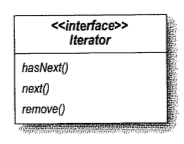 <<interface>>
Iterator
hasNext()
next()
remove()